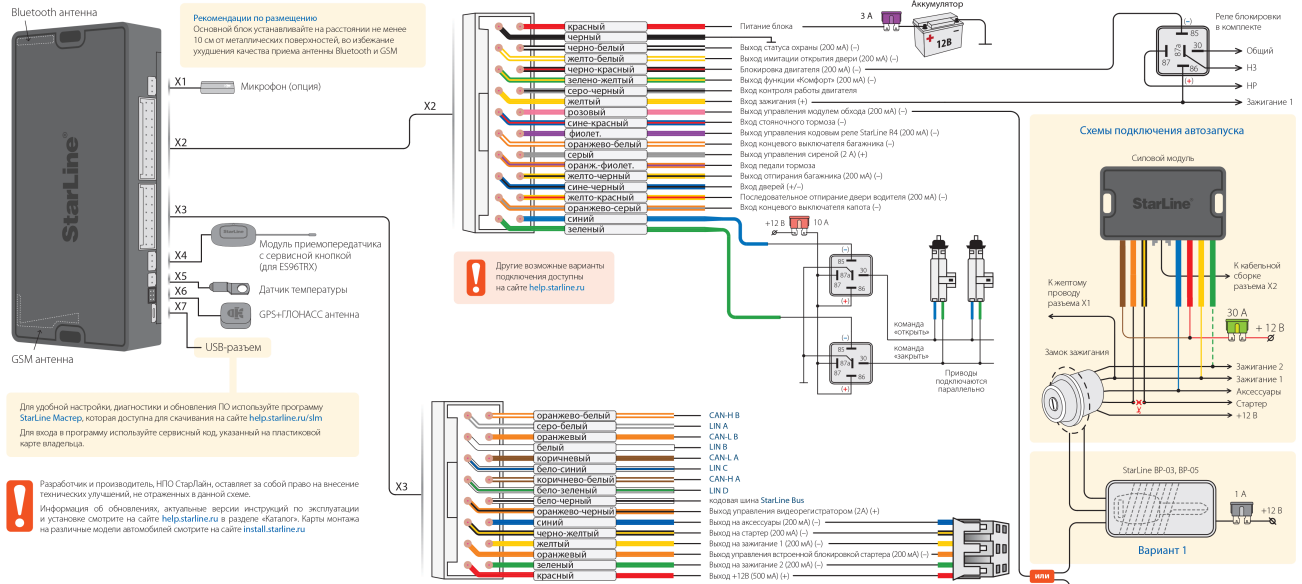 Bluetooth антенна
Рекомендации по размещению
Основной блок устанавливайте на расстоянии не менее
10 см от металлических поверхностей, во избежание
ухудшения качества приема антенны Bluetooth и GSM
StarLine®
X1
Микрофон (опция)
X2
X3
X4
StarLine
Модуль приемопередатчика
с сервисной кнопкой
(для ES96TRX)
X5
Датчик температуры
X6
GPS+ГЛОНАСС антенна
X7
USB-разъем
GSM антенна
Для удобной настройки, диагностики и обновления ПО используйте программу
StarLine Мастер, которая доступна для скачивания на сайте help.starline.ru/slm
Для входа в программу используйте сервисный код, указанный на пластиковой
карте владельца.
Разработчик и производитель, НПО СтарЛайн, оставляет за собой право на внесение
технических улучшений, не отраженных в данной схеме.
Информация об обновлениях, актуальные версии инструкций по эксплуатации
и установке смотрите на сайте help.starline.ru в разделе «Каталог». Карты монтажа
на различные модели автомобилей смотрите на сайте install.starline.ru
X2
красный
Питание блока
3 А
Аккумулятор
12В
черный
черно-белый
Выход статуса охраны (200 мА) (–)
желто-белый
Выход имитации открытия двери (200 мА) (–)
черно-красный
Блокировка двигателя (200 мА) (–)
зелено-желтый
Выход функции «Комфорт» (200 мА) (–)
серо-черный
Вход контроля работы двигателя
желтый
Вход зажигания (+)
розовый
Выход управления модулем обхода (200 мА) (–)
сине-красный
Вход стояночного тормоза (–)
фиолет.
Выход управления кодовым реле StarLine R4 (200 мА) (–)
оранжево-белый
Вход концевого выключателя багажника (–)
серый
Выход управления сиреной (2 А) (+)
оранж.-фиолет.
Вход педали тормоза
желто-черный
Выход отпирания багажника (200 мА) (–)
сине-черный
Вход дверей (+/–)
желто-красный
Последовательное отпирание двери водителя (200 мА) (–)
оранжево-серый
Вход концевого выключателя капота (–)
синий
зеленый
Другие возможные варианты
подключения доступны
на сайте help.starline.ru
+12 В
10 А
(–)
85
87a
30
87
86
(+)
(–)
85
87a
30
87
86
(+)
команда
«открыть»
команда
«закрыть»
Приводы
подключаются
параллельно
Реле блокировки
в комплекте
(–)
85
87a
30
87
86
(+)
Общий
НЗ
НР
Зажигание 1
Схемы подключения автозапуска
Силовой модуль
StarLine®
К желтому
проводу
разъема X1
К кабельной
сборке
разъема X2
30 А
+ 12 В
Замок зажигания
Зажигание 2
Зажигание 1
Аксессуары
Стартер
+12 В
StarLine BP-03, BP-05
1 А
+12 В
Вариант 1
или
X3
оранжево-белый
CAN-H B
серо-белый
LIN A
оранжевый
CAN-L B
белый
LIN B
коричневый
CAN-L A
бело-синий
LIN C
коричнево-белый
CAN-H A
бело-зеленый
LIN D
бело-черный
кодовая шина StarLine Bus
оранжево-черный
Выход управления видеорегистратором (2А) (+)
синий
Выход на аксессуары (200 мА) (–)
черно-желтый
Выход на стартер (200 мА) (–)
желтый
Выход на зажигание 1 (200 мА) (–)
оранжевый
Выход управления встроенной блокировкой стартера (200 мА) (–)
зеленый
Выход на зажигание 2 (200 мА) (–)
красный
Выход +12В (500 мА) (+)